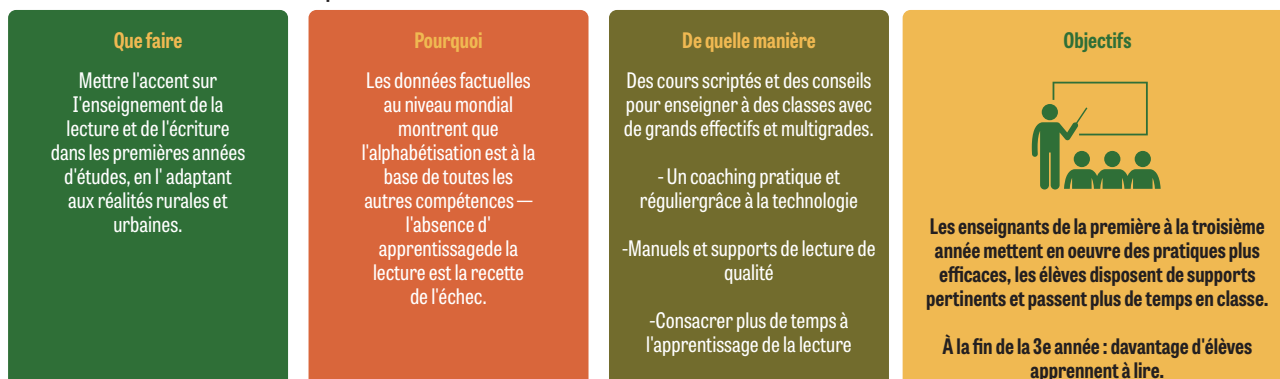 Que faire
Mettre l'accent sur
I'enseignement de la
lecture et de l'écriture
dans les premières années
d'études, en l' adaptant
aux réalités rurales et
urbaines.
Pourquoi
Les données factuelles
au niveau mondial
montrent que
l'alphabétisation est à la
base de toutes les
autres compétences —
l'absence d'
apprentissagede la
lecture est la recette
de l'échec.
De quelle manière
Des cours scriptés et des conseils
pour enseigner à des classes avec
de grands effectifs et multigrades.
- Un coaching pratique et
réguliergrâce à la technologie
-Manuels et supports de lecture de
qualité
-Consacrer plus de temps à
l'apprentissage de la lecture
Objectifs
Les enseignants de la première à la troisième
année mettent en oeuvre des pratiques plus
efficaces, les élèves disposent de supports
pertinents et passent plus de temps en classe.
À la fin de la 3e année : davantage d'élèves
apprennent à lire.